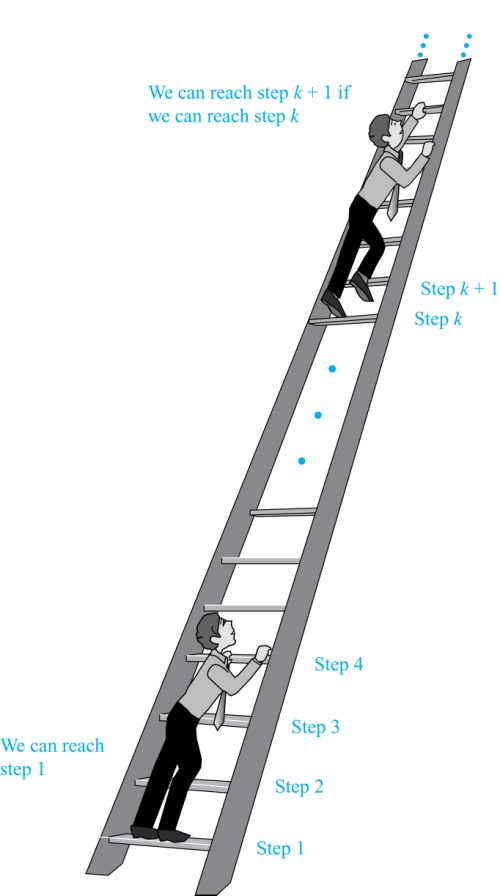 We can reach step k + 1 if
we can reach step k
Step k + 1
Step k
Step 4
Step 3
We can reach
step 1
Step 2
Step 1